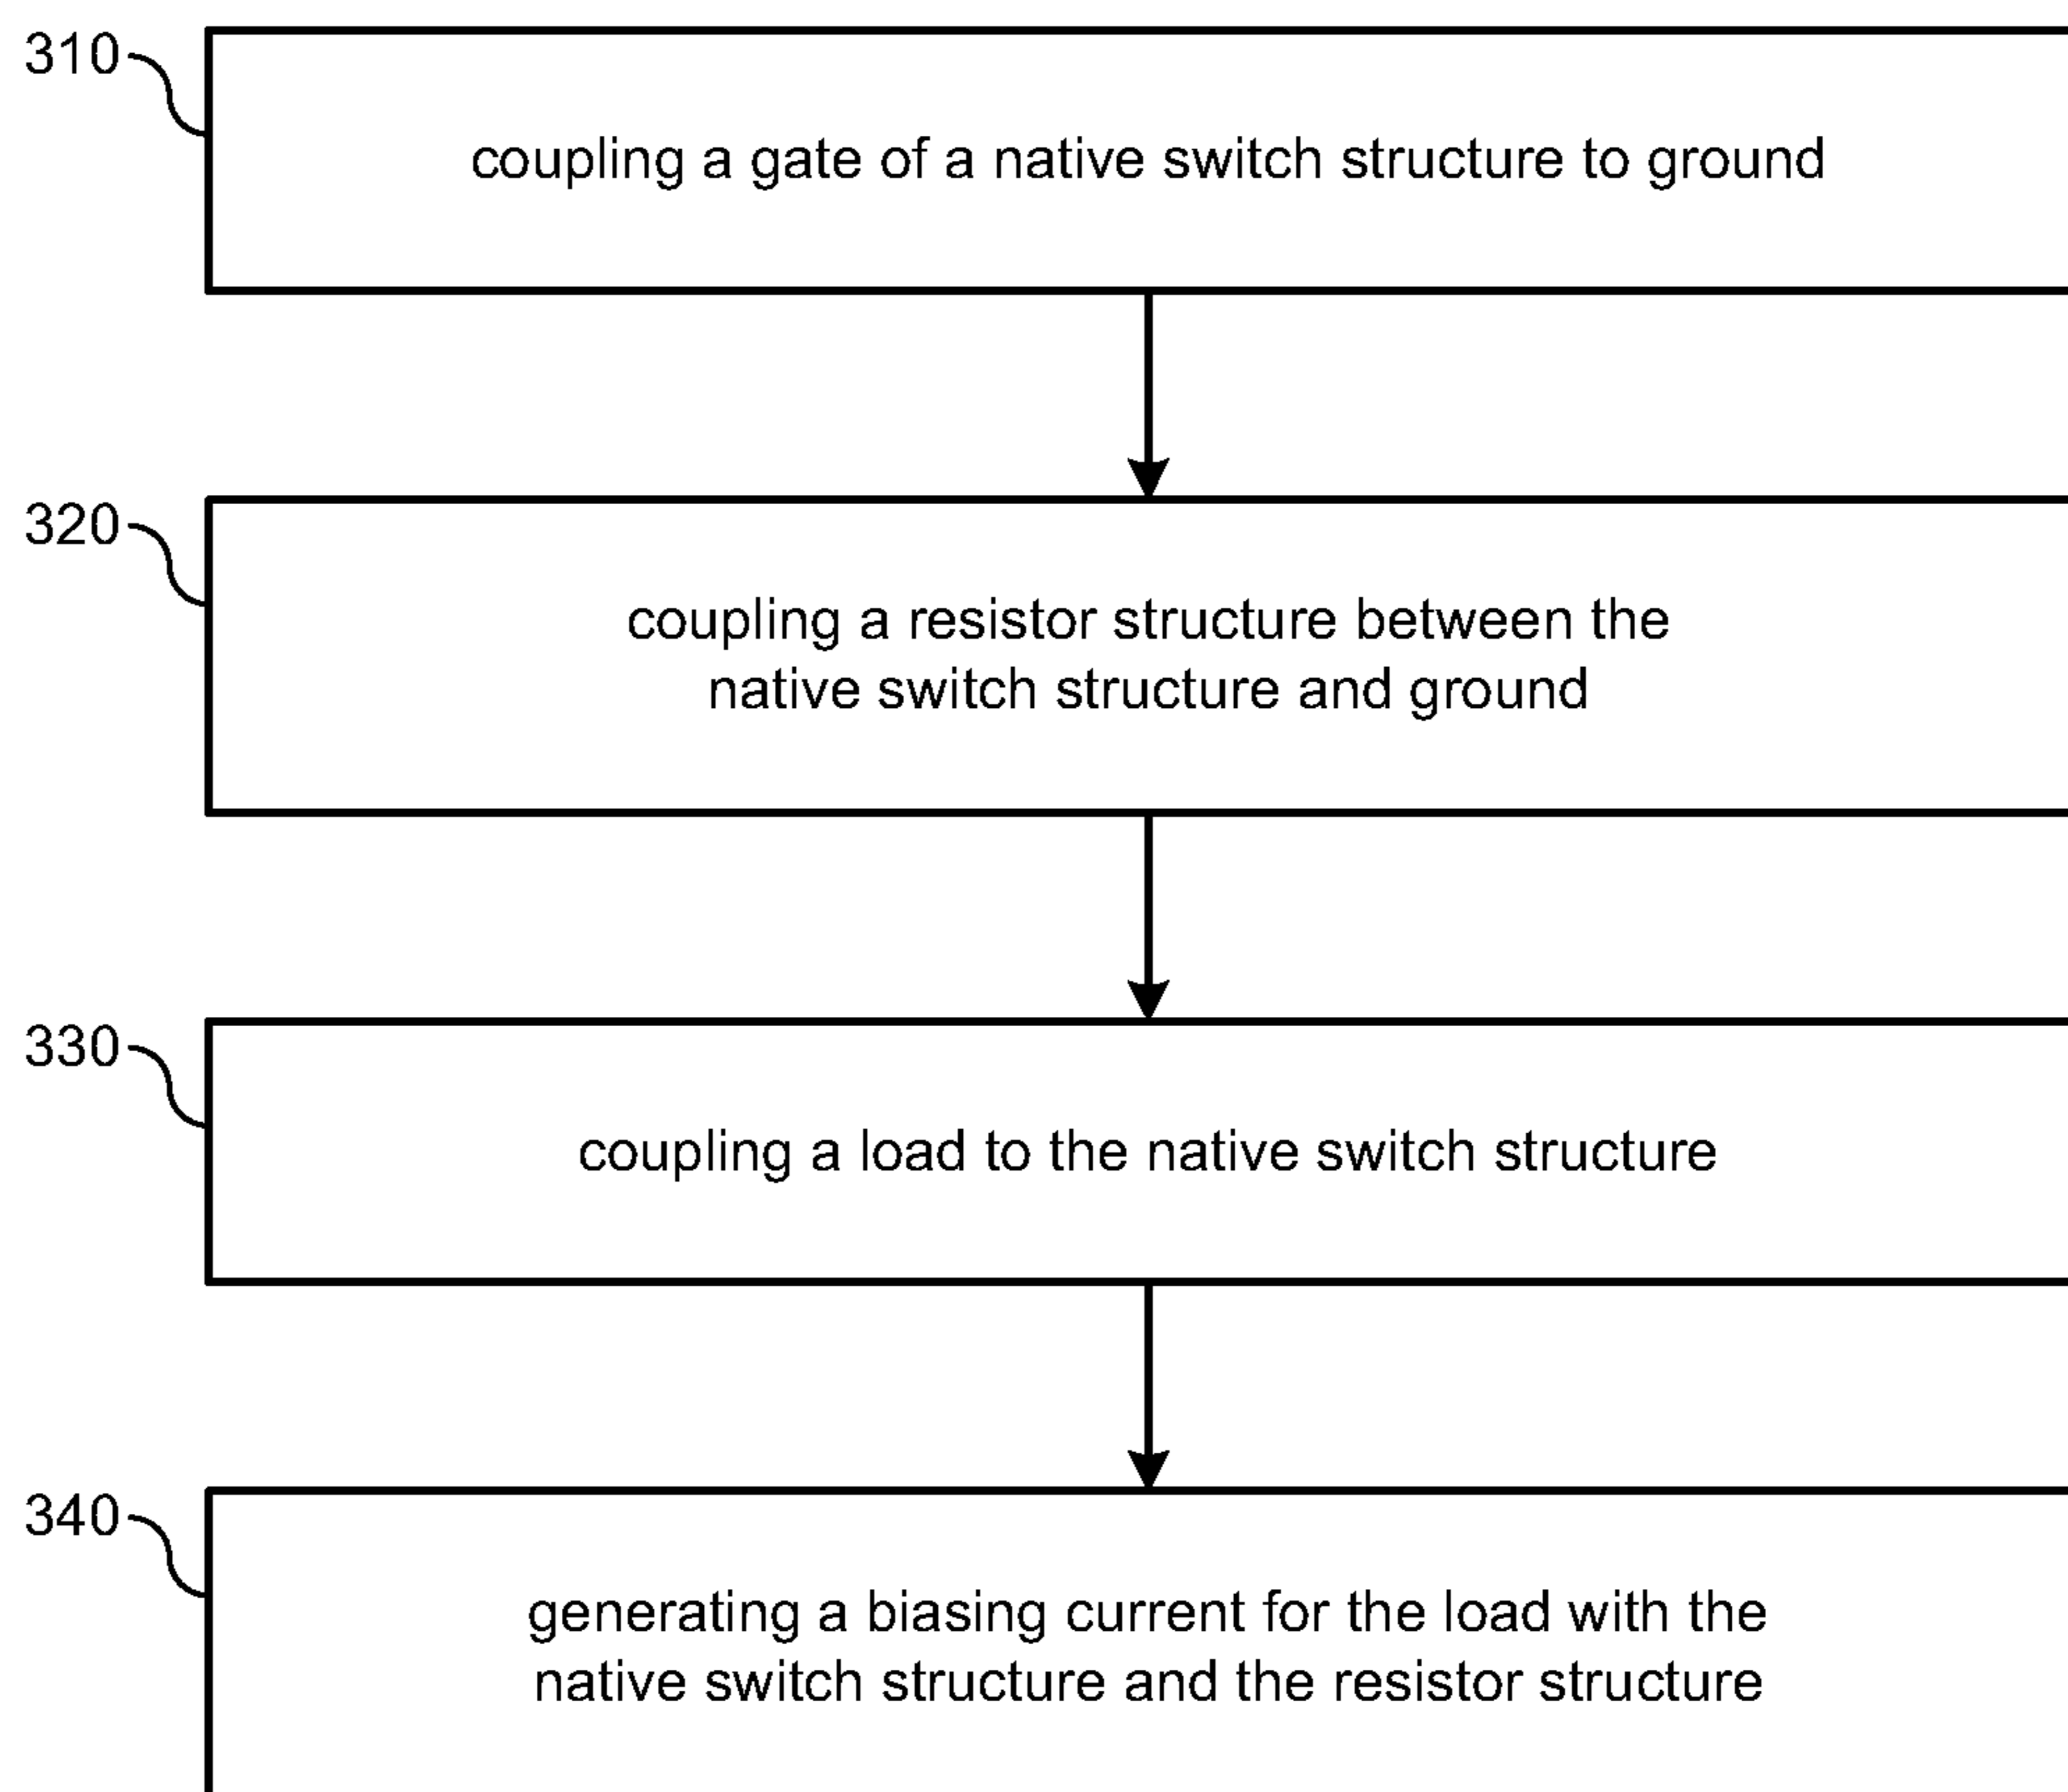 310
coupling a gate of a native switch structure to ground
320
coupling a resistor structure between the
native switch structure and ground
330
coupling a load to the native switch structure
340
generating a biasing current for the load with the
native switch structure and the resistor structure